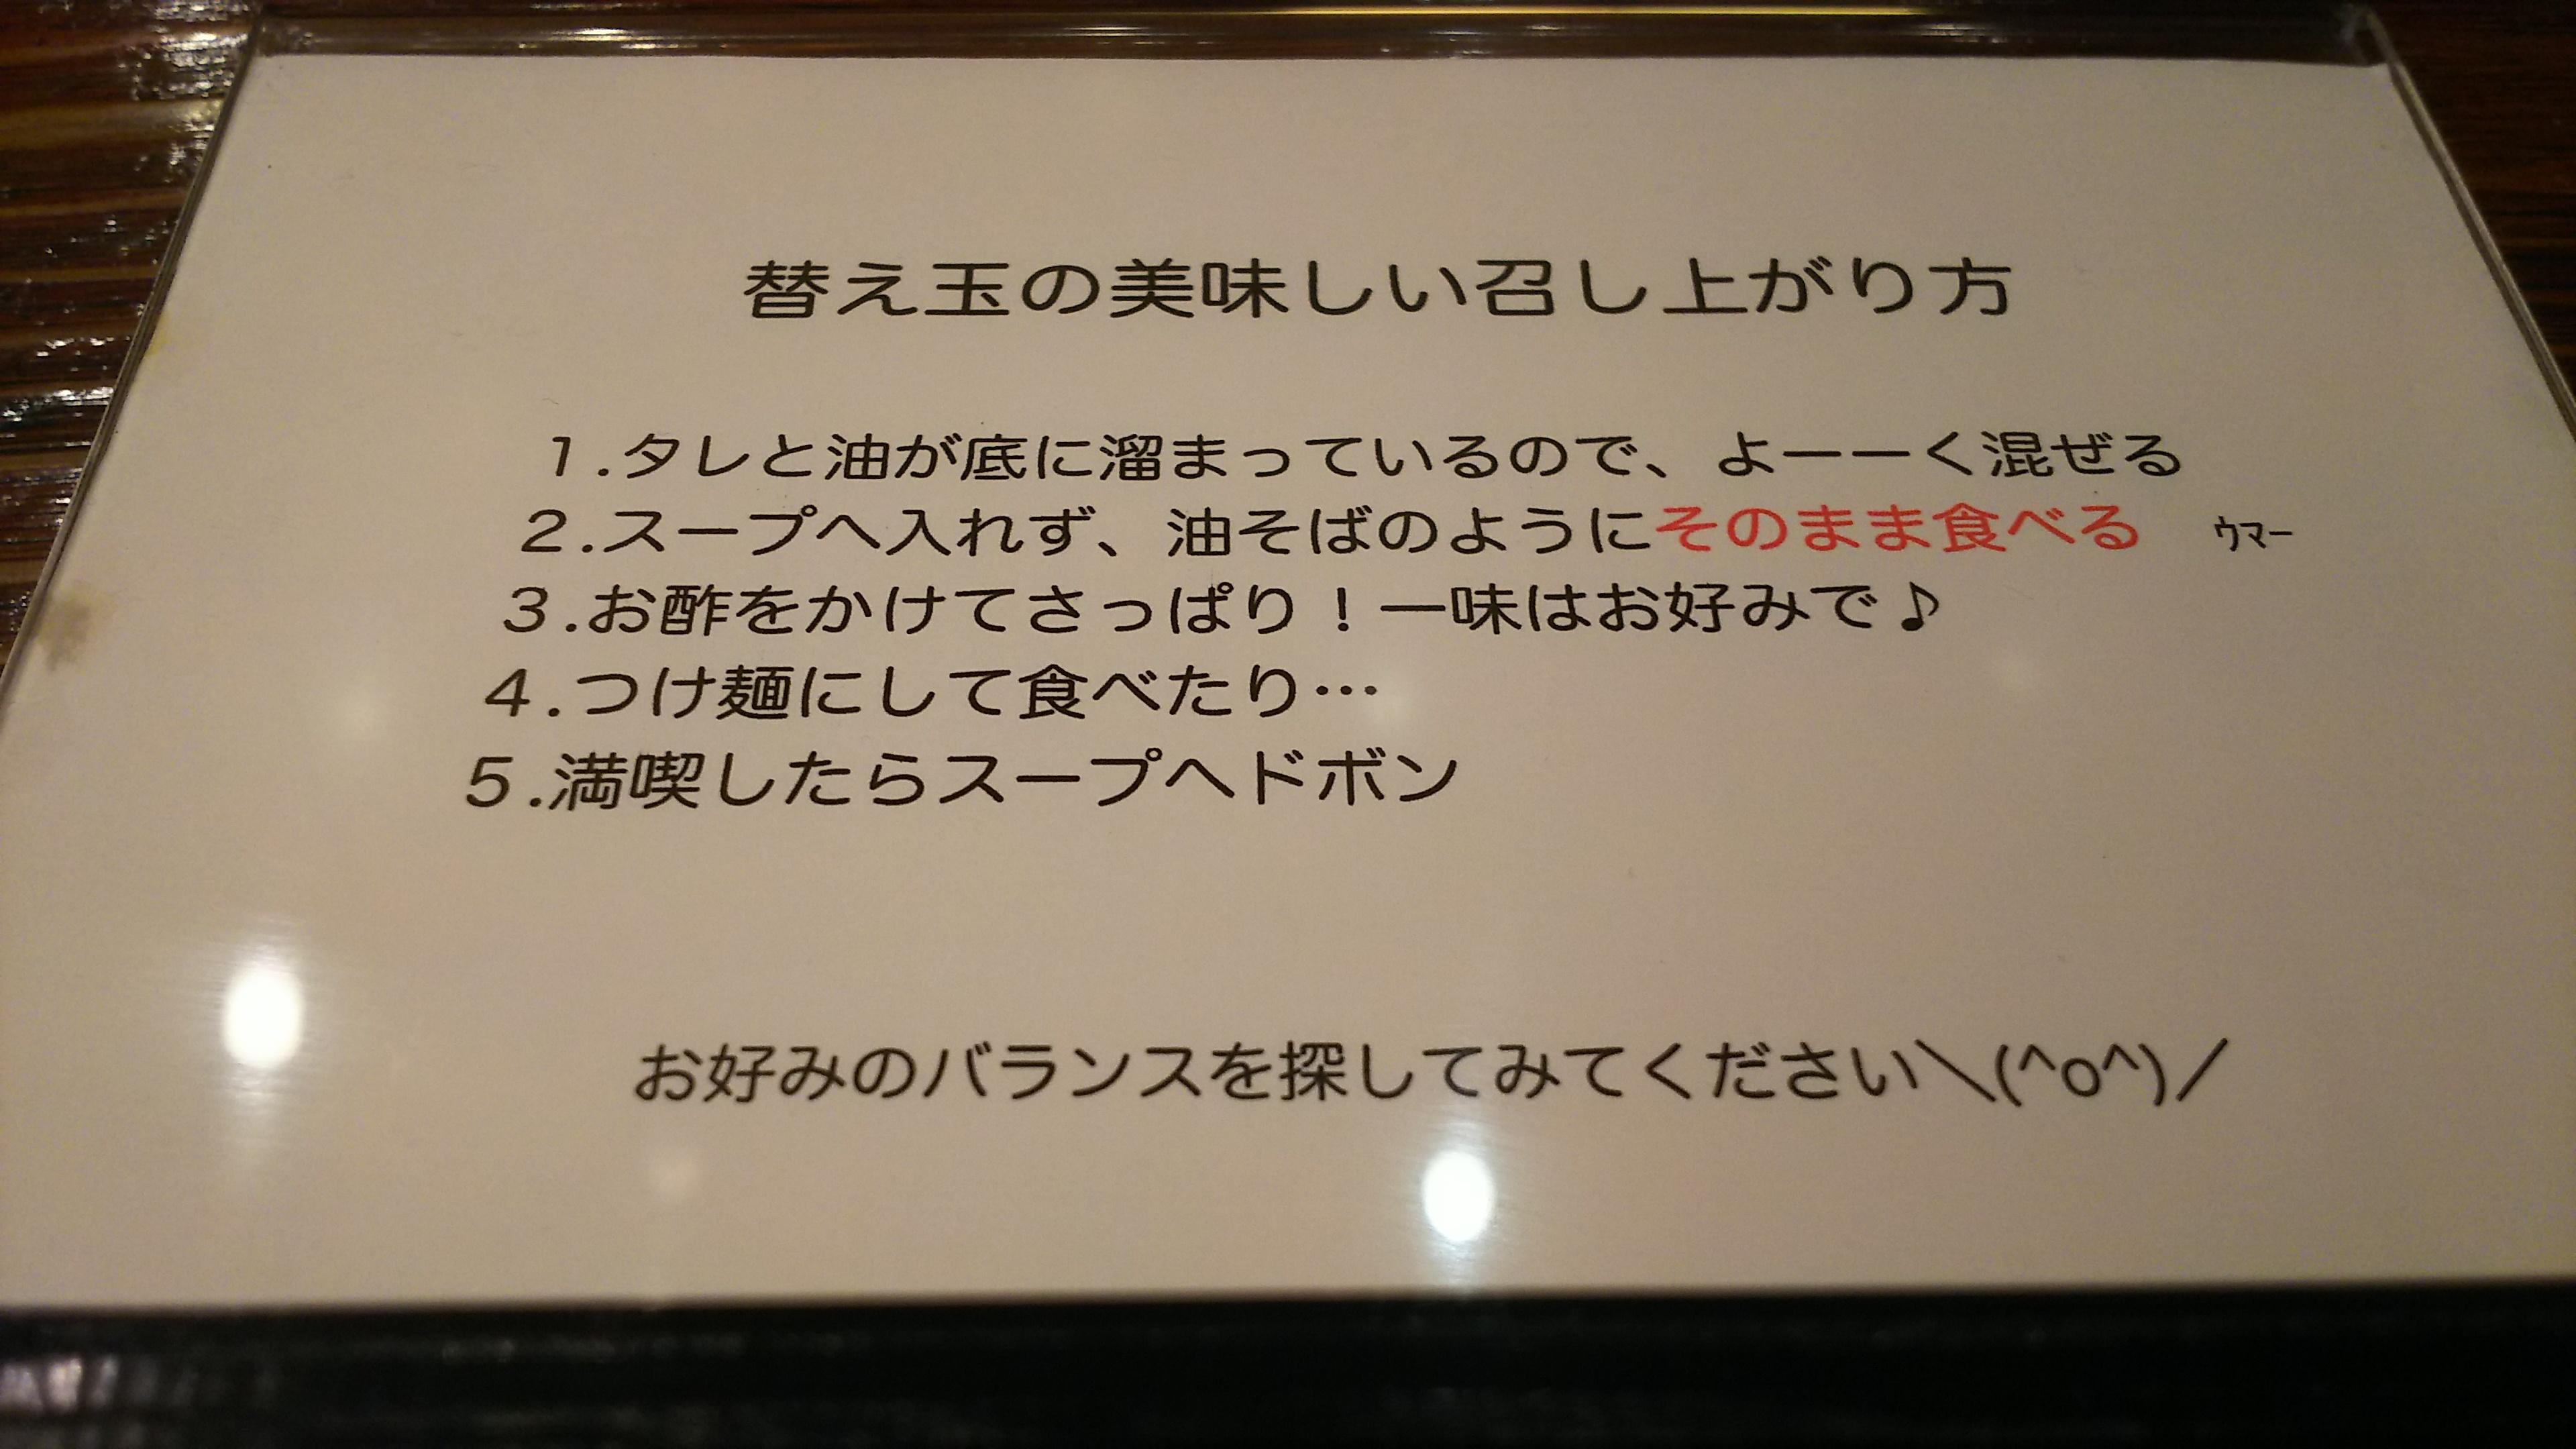 替え玉の美味しい召し上がり方
1.タレと油が底に溜まっているので、よーーく混ぜる
2.スープへ入れず、油そばのようにそのまま食べる　ｳﾏｰ
3.お酢をかけてさっぱり！一味はお好みで♪
4.つけ麺にして食べたり…
5.満喫したらスープへドボン
お好みのバランスを探してみてください＼(^o^)／